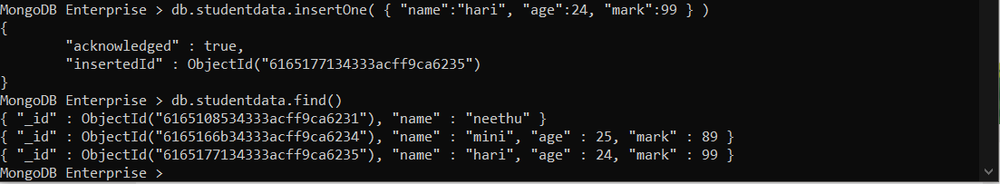 MongoDB Enterprise > db.studentdata.insertOne( { "name":"hari", "age":24, "mark":99 } )
{
        "acknowledged" : true,
        "insertedId" : ObjectId("6165177134333acff9ca6235")
}
MongoDB Enterprise > db.studentdata.find()
{ "_id" : ObjectId("6165108534333acff9ca6231"), "name" : "neethu" }
{ "_id" : ObjectId("6165166b34333acff9ca6234"), "name" : "mini", "age" : 25, "mark" : 89 }
{ "_id" : ObjectId("6165177134333acff9ca6235"), "name" : "hari", "age" : 24, "mark" : 99 }
MongoDB Enterprise >